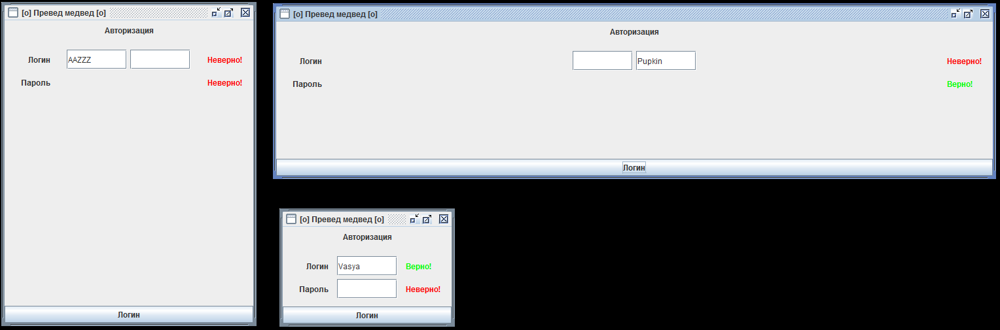 [o] Превед медвед [o]
Авторизация
Логин AAZZZ Неверно!
Пароль Неверно!
Логин
[o] Превед медвед [o]
Авторизация
Логин Pupkin Неверно!
Пароль Верно!
Логин
[o] Превед медвед [o]
Авторизация
Логин Vasya Верно!
Пароль Неверно!
Логин